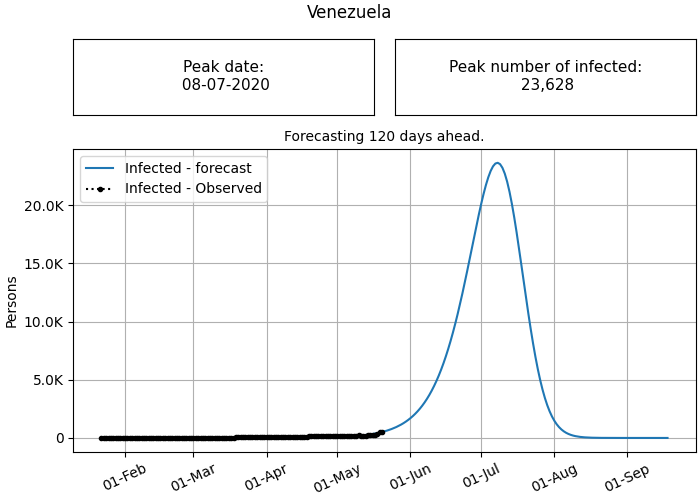 Venezuela
Peak date:
08-07-2020
Peak number of infected:
23,628
Forecasting 120 days ahead.
Infected - forecast
Infected - Observed
Persons
20.0K
15.0K
10.0K
5.0K
0
01-Feb
01-Mar
01-Apr
01-May
01-Jun
01-Jul
01-Aug
01-Sep